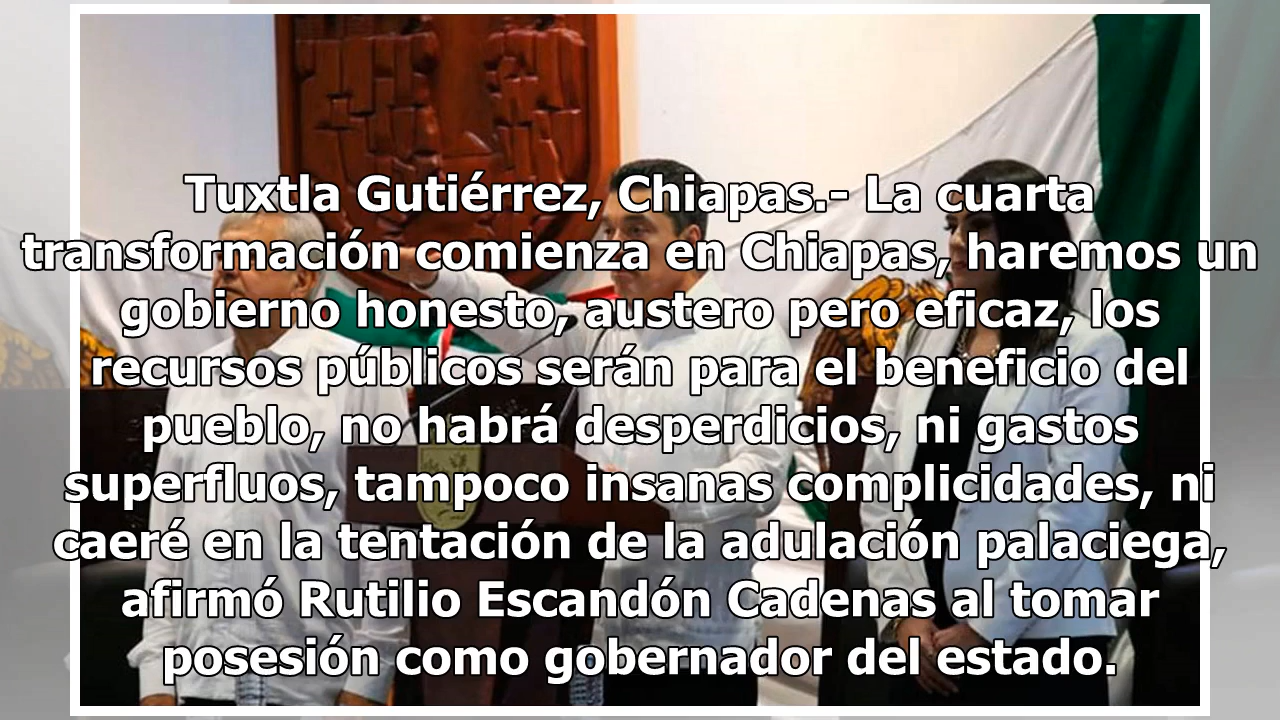 Tuxtla Gutiérrez, Chiapas.- La cuarta
transformación comienza en Chiapas, haremos un
gobierno honesto, austero pero eficaz, los
recursos públicos serán para el beneficio del
pueblo, no habrá desperdicios, ni gastos
superfluos, tampoco insanas complicidades, ni
caeré en la tentación de la adulación palaciega,
afirmó Rutilio Escandón Cadenas al tomar
posesión como gobernador del estado.